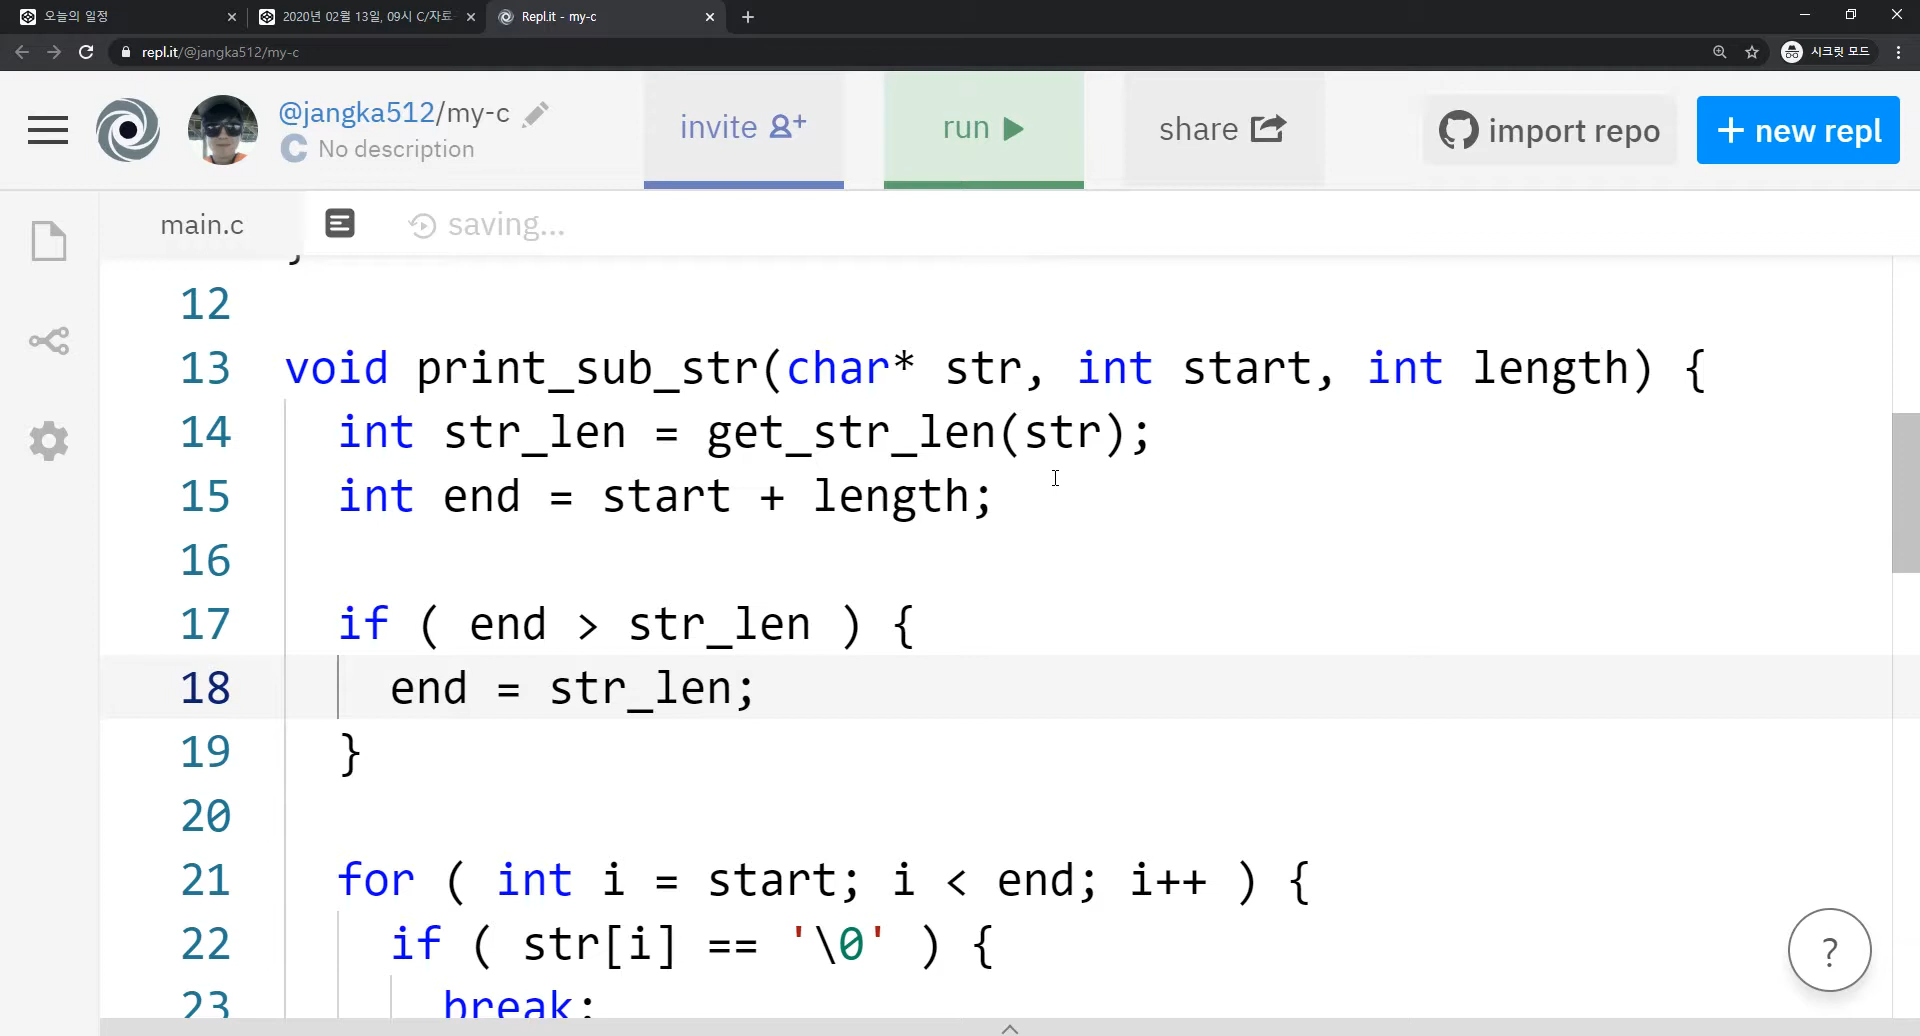 오늘의 일정
2020년 02월 13일, 09시 C/자료
Repl.it - my-c
repl.it/@jangka512/my-c
시크릿 모드
@jangka512/my-c
C No description
invite
run
share
import repo
+ new repl
main.c
saving...
}
12
13 void print_sub_str(char* str, int start, int length) {
14 int str_len = get_str_len(str);
15 int end = start + length;
16
17 if ( end > str_len ) {
18 end = str_len;
19 }
20
21 for ( int i = start; i < end; i++ ) {
22 if ( str[i] == '\0' ) {
23 break;
?